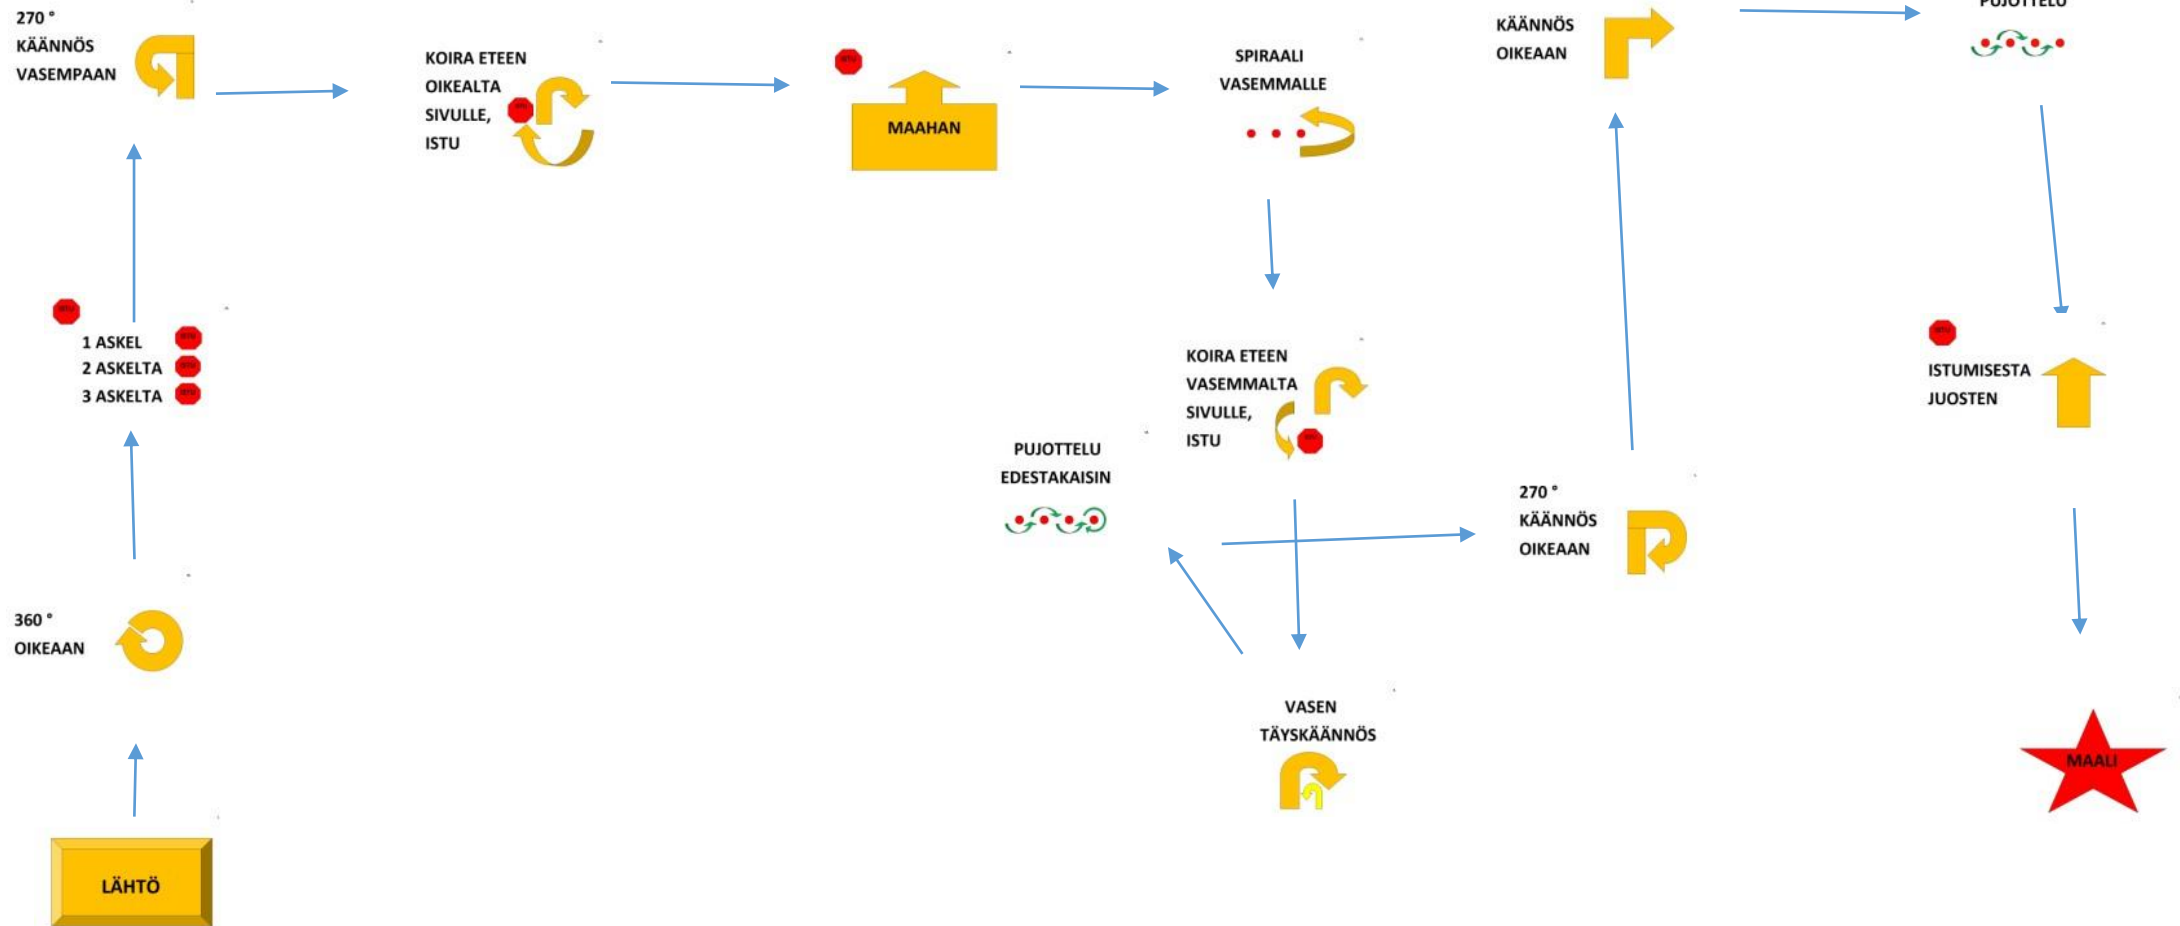 270 °
KÄÄNNÖS
VASEMPAAN
KOIRA ETEEN
OIKEALTA
SIVULLE,
ISTU
MAAHAN
SPIRAALI
VASEMMALLE
KÄÄNNÖS
OIKEAAN
PUJOTTELU
1 ASKEL
2 ASKELTA
3 ASKELTA
KOIRA ETEEN
VASEMMALTA
SIVULLE,
ISTU
ISTUMISESTA
JUOSTEN
PUJOTTELU
EDESTAKAISIN
270 °
KÄÄNNÖS
OIKEAAN
360 °
OIKEAAN
VASEN
TÄYSKÄÄNNÖS
MAALI
LÄHTÖ